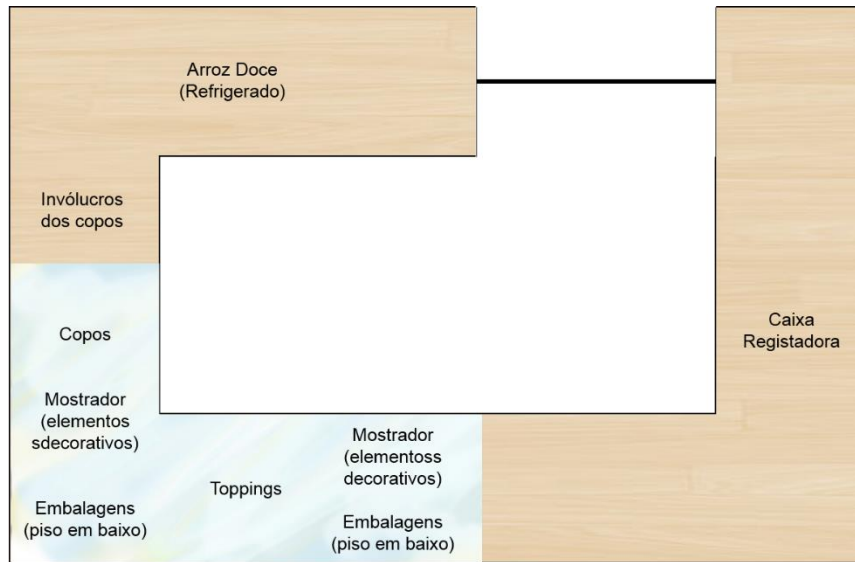 Arroz Doce
(Refrigerado)
Invólucros
dos copos
Copos
Mostrador
(elementos
sdecorativos)
Embalagens
(piso em baixo)
Toppings
Mostrador
(elementoss
decorativos)
Embalagens
(piso em baixo)
Caixa
Registadora